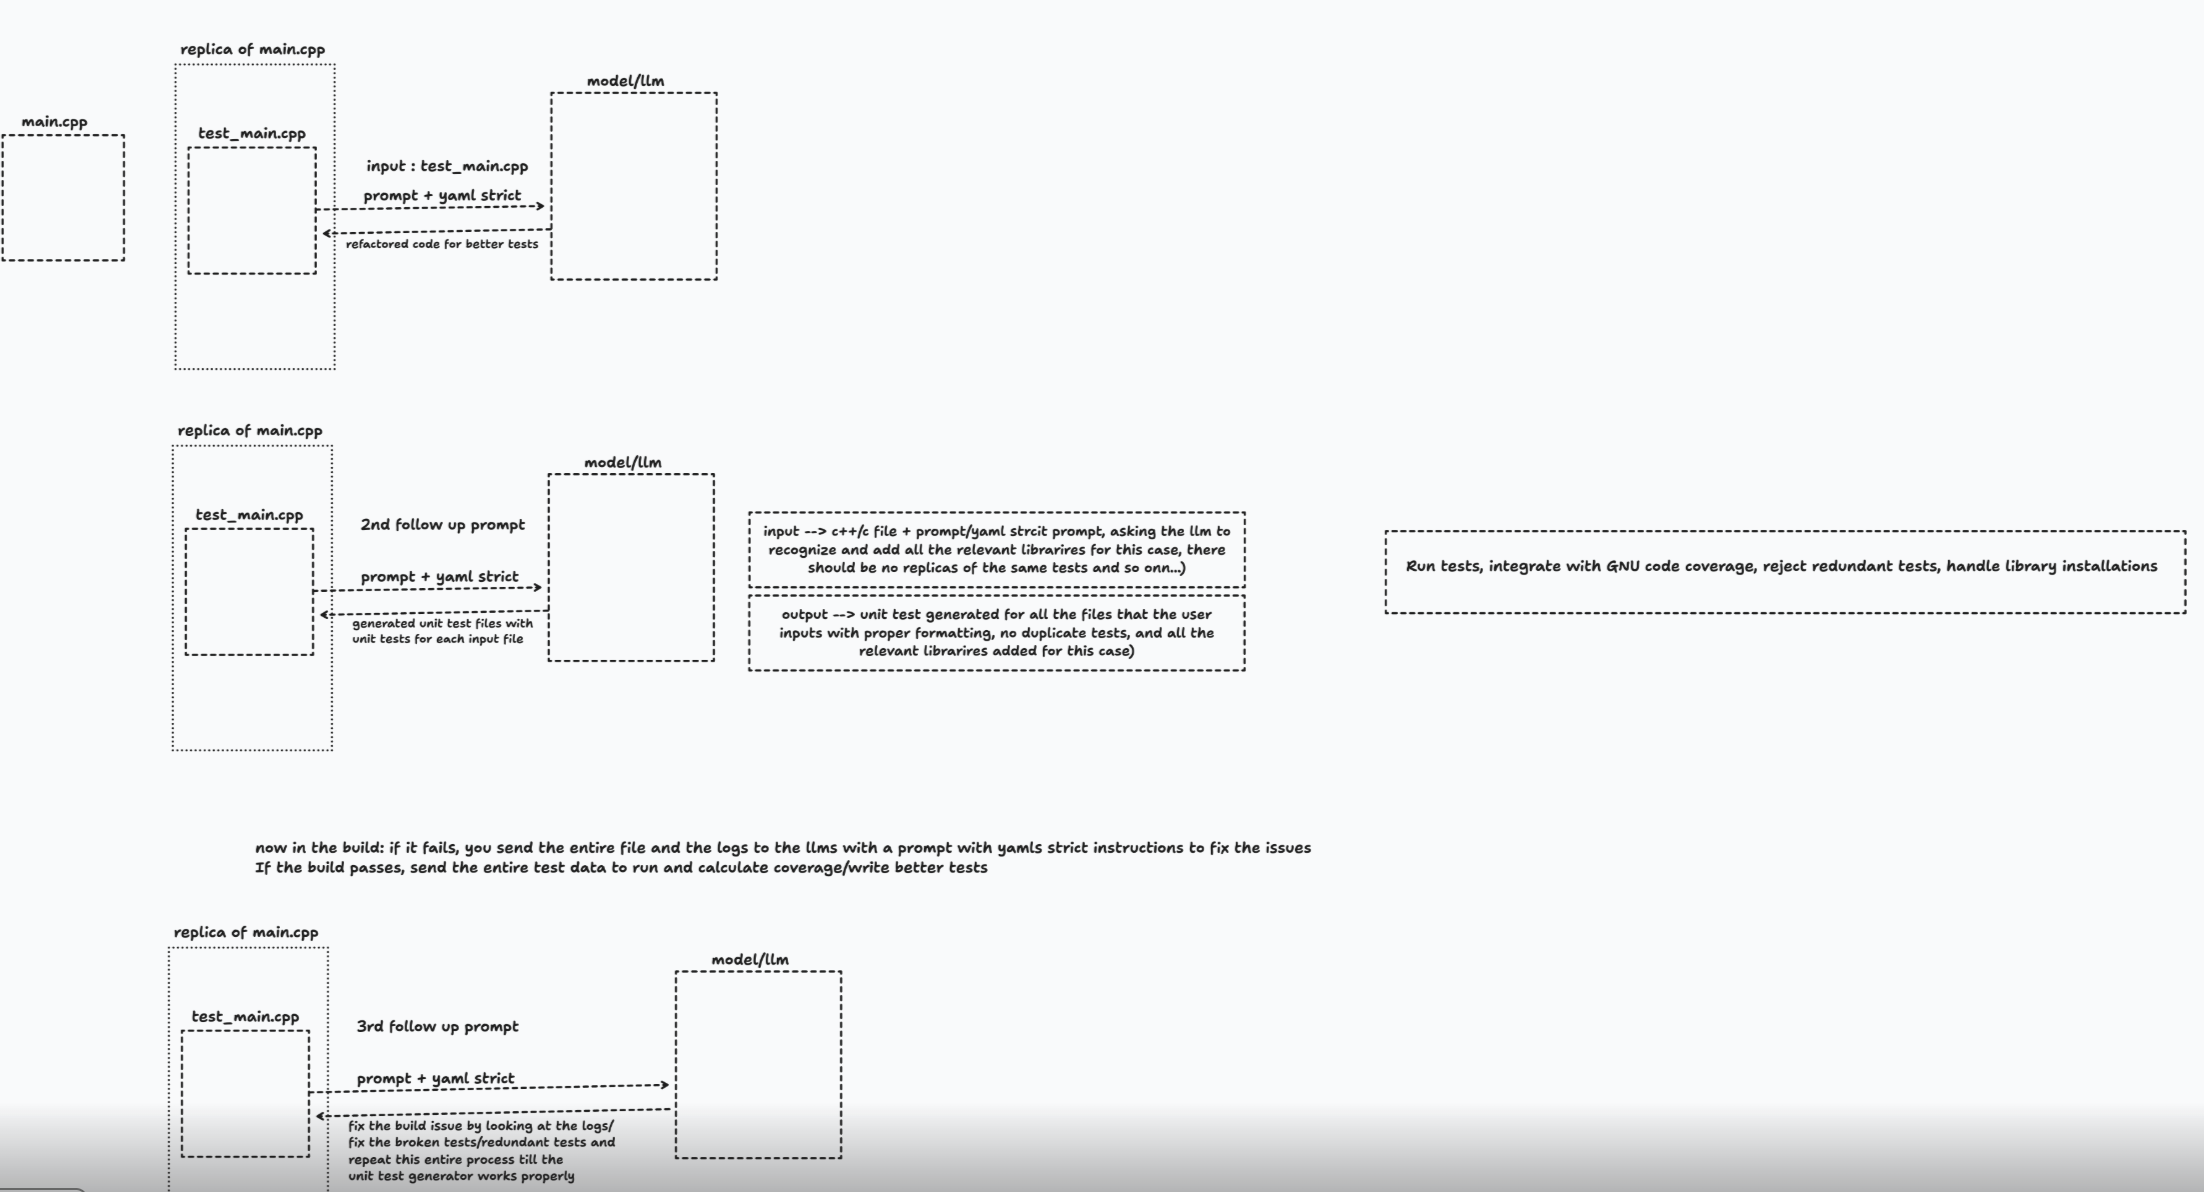 replica of main.cpp
model/llm
main.cpp
test_main.cpp
input : test_main.cpp
prompt + yaml strict
refactored code for better tests
replica of main.cpp
model/llm
test_main.cpp
2nd follow up prompt
prompt + yaml strict
generated unit test files with
unit tests for each input file
input --> c++/c file + prompt/yaml strcit prompt, asking the llm to
recognize and add all the relevant librarires for this case, there
should be no replicas of the same tests and so onn...)
output --> unit test generated for all the files that the user
inputs with proper formatting, no duplicate tests, and all the
relevant librarires added for this case)
Run tests, integrate with GNU code coverage, reject redundant tests, handle library installations
now in the build: if it fails, you send the entire file and the logs to the llms with a prompt with yamls strict instructions to fix the issues
If the build passes, send the entire test data to run and calculate coverage/write better tests
replica of main.cpp
model/llm
test_main.cpp
3rd follow up prompt
prompt + yaml strict
fix the build issue by looking at the logs/
fix the broken tests/redundant tests and
repeat this entire process till the
unit test generator works properly